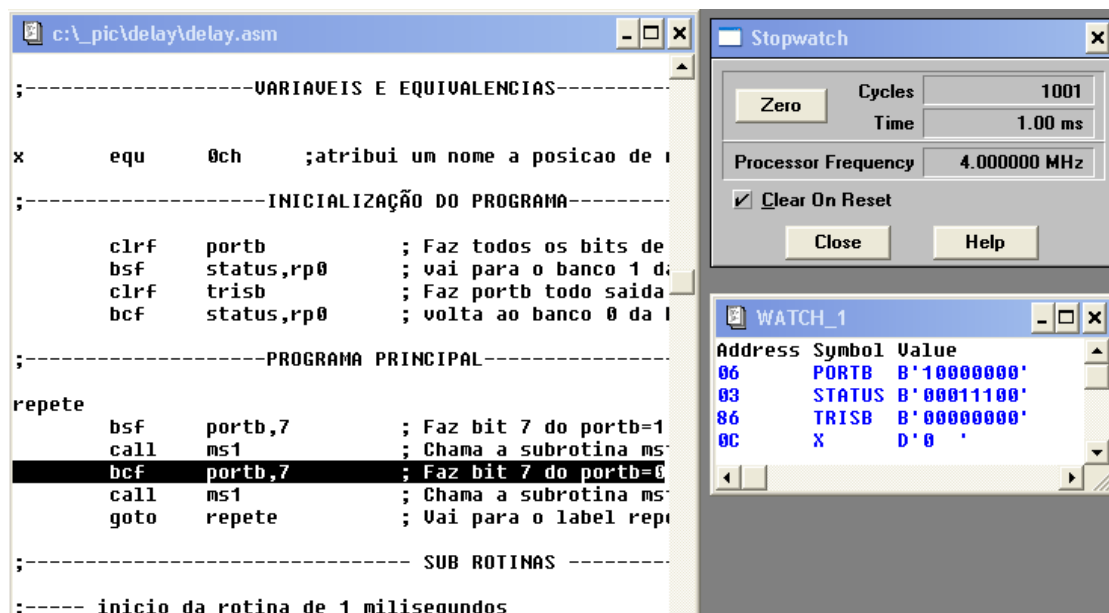 c:\_pic\delay\delay.asm
;-------------------VARIAVEIS E EQUIVALENCIAS----------
x equ 0ch ;atribui um nome a posicao de
;--------------------INICIALIZAÇÃO DO PROGRAMA---------
clrf portb ; Faz todos os bits de
bsf status,rp0 ; vai para o banco 1
clrf trisb ; Faz portb todo saida
bcf status,rp0 ; volta ao banco 0 da
;--------------------PROGRAMA PRINCIPAL----------------
repete
bsf portb,7 ; Faz bit 7 do portb=1
call ms1 ; Chama a subrotina
bcf portb,7 ; Faz bit 7 do portb=0
call ms1 ; Chama a subrotina
goto repete ; Vai para o label
;-------------------------------- SUB ROTINAS ---------
;----- inicio da rotina de 1 milisegundos
Stopwatch
Zero
Cycles 1001
Time 1.00 ms
Processor Frequency 4.000000 MHz
Clear On Reset
Close Help
WATCH_1
Address Symbol Value
06 PORTB B'10000000'
03 STATUS B'00011100'
86 TRISB B'00000000'
0C X D'0 '